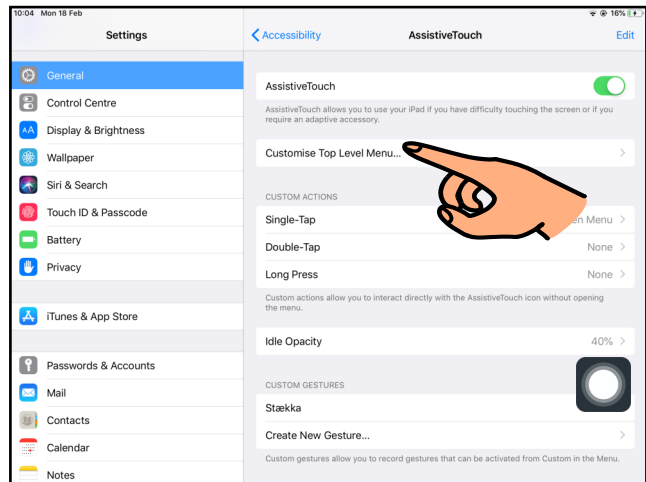 10:04 Mon 18 Feb
16%
Settings
General
Control Centre
Display & Brightness
Wallpaper
Siri & Search
Touch ID & Passcode
Battery
Privacy
iTunes & App Store
Passwords & Accounts
Mail
Contacts
Calendar
Notes
Accessibility
AssistiveTouch
Edit
AssistiveTouch
AssistiveTouch allows you to use your iPad if you have difficulty touching the screen or if you
require an adaptive accessory.
Customise Top Level Menu...
CUSTOM ACTIONS
Single-Tap Menu
Double-Tap None
Long Press None
Custom actions allow you to interact directly with the AssistiveTouch icon without opening
the menu.
Idle Opacity 40%
CUSTOM GESTURES
Stækka
Create New Gesture...
Custom gestures allow you to record gestures that can be activated from Custom in the Menu.